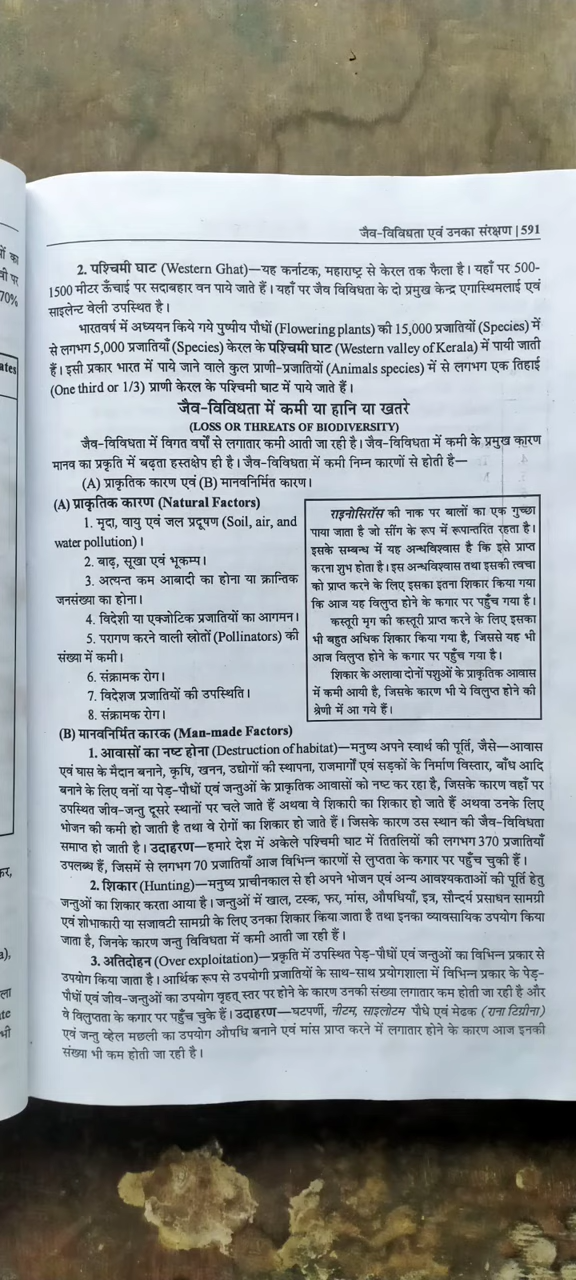 जैव-विविधता एवं उनका संरक्षण | 591
2. पश्चिमी घाट (Western Ghat)—यह कर्नाटक, महाराष्ट्र से केरल तक फैला है। यहाँ पर 500-
1500 मीटर ऊँचाई पर सदाबहार वन पाये जाते हैं। यहाँ पर जैव विविधता के दो प्रमुख केन्द्र एगास्थिमलाई एवं
साइलेन्ट वेली उपस्थित है।
भारतवर्ष में अध्ययन किये गये पुष्पीय पौधों (Flowering plants) की 15,000 प्रजातियों (Species) में
से लगभग 5,000 प्रजातियाँ (Species) केरल के पश्चिमी घाट (Western valley of Kerala) में पायी जाती
हैं। इसी प्रकार भारत में पाये जाने वाले कुल प्राणी-प्रजातियों (Animals species) में से लगभग एक तिहाई
(One third or 1/3) प्राणी केरल के पश्चिमी घाट में पाये जाते हैं।
जैव-विविधता में कमी या हानि या खतरे
(LOSS OR THREATS OF BIODIVERSITY)
जैव-विविधता में विगत वर्षों से लगातार कमी आती जा रही है। जैव-विविधता में कमी के प्रमुख कारण
मानव का प्रकृति में बढ़ता हस्तक्षेप ही है। जैव-विविधता में कमी निम्न कारणों से होती है—
(A) प्राकृतिक कारण एवं (B) मानवनिर्मित कारण।
(A) प्राकृतिक कारण (Natural Factors)
1. मृदा, वायु एवं जल प्रदूषण (Soil, air, and
water pollution)।
2. बाढ़, सूखा एवं भूकम्प।
3. अत्यन्त कम आबादी का होना या क्रान्तिक
जनसंख्या का होना।
4. विदेशी या एक्जोटिक प्रजातियों का आगमन।
5. परागण करने वाली स्रोतों (Pollinators) की
संख्या में कमी।
6. संक्रामक रोग।
7. विदेशज प्रजातियों की उपस्थिति।
8. संक्रामक रोग।
राइनोसिरॉस की नाक पर बालों का एक गुच्छा
पाया जाता है जो सींग के रूप में रूपान्तरित रहता है।
इसके सम्बन्ध में यह अन्धविश्वास है कि इसे प्राप्त
करना शुभ होता है। इस अन्धविश्वास तथा इसकी त्वचा
को प्राप्त करने के लिए इसका इतना शिकार किया गया
कि आज यह विलुप्त होने के कगार पर पहुँच गया है।
कस्तूरी मृग की कस्तूरी प्राप्त करने के लिए इसका
भी बहुत अधिक शिकार किया गया है, जिससे यह भी
आज विलुप्त होने के कगार पर पहुँच गया है।
शिकार के अलावा दोनों पशुओं के प्राकृतिक आवास
में कमी आयी है, जिसके कारण भी ये विलुप्त होने की
श्रेणी में आ गये हैं।
(B) मानवनिर्मित कारक (Man-made Factors)
1. आवासों का नष्ट होना (Destruction of habitat)—मनुष्य अपने स्वार्थ की पूर्ति, जैसे—आवास
एवं घास के मैदान बनाने, कृषि, खनन, उद्योगों की स्थापना, राजमार्गों एवं सड़कों के निर्माण विस्तार, बाँध आदि
बनाने के लिए वनों या पेड़-पौधों एवं जन्तुओं के प्राकृतिक आवासों को नष्ट कर रहा है, जिसके कारण वहाँ पर
उपस्थित जीव-जन्तु दूसरे स्थानों पर चले जाते हैं अथवा वे शिकारी का शिकार हो जाते हैं अथवा उनके लिए
भोजन की कमी हो जाती है तथा वे रोगों का शिकार हो जाते हैं। जिसके कारण उस स्थान की जैव-विविधता
समाप्त हो जाती है। उदाहरण—हमारे देश में अकेले पश्चिमी घाट में तितलियों की लगभग 370 प्रजातियाँ
उपलब्ध हैं, जिसमें से लगभग 70 प्रजातियाँ आज विभिन्न कारणों से लुप्तता के कगार पर पहुँच चुकी हैं।
2. शिकार (Hunting)—मनुष्य प्राचीनकाल से ही अपने भोजन एवं अन्य आवश्यकताओं की पूर्ति हेतु
जन्तुओं का शिकार करता आया है। जन्तुओं में खाल, टस्क, फर, मांस, औषधियाँ, इत्र, सौन्दर्य प्रसाधन सामग्री
एवं शोभाकारी या सजावटी सामग्री के लिए उनका शिकार किया जाता है तथा इनका व्यावसायिक उपयोग किया
जाता है, जिनके कारण जन्तु विविधता में कमी आती जा रही हैं।
3. अतिदोहन (Over exploitation)—प्रकृति में उपस्थित पेड़-पौधों एवं जन्तुओं का विभिन्न प्रकार से
उपयोग किया जाता है। आर्थिक रूप से उपयोगी प्रजातियों के साथ-साथ प्रयोगशाला में विभिन्न प्रकार के पेड़-
पौधों एवं जीव-जन्तुओं का उपयोग वृहत् स्तर पर होने के कारण उनकी संख्या लगातार कम होती जा रही है और
वे विलुप्तता के कगार पर पहुँच चुके हैं। उदाहरण—घटपर्णी, नीटम, साइलोटम पौधे एवं मेढक (राना टिग्रीना)
एवं जन्तु व्हेल मछली का उपयोग औषधि बनाने एवं मांस प्राप्त करने में लगातार होने के कारण आज इनकी
संख्या भी कम होती जा रही है।